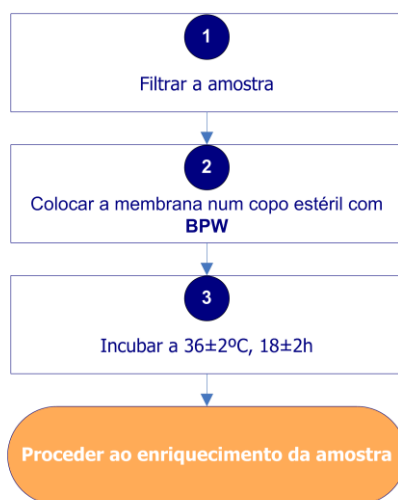 1
Filtrar a amostra
2
Colocar a membrana num copo estéril com
BPW
3
Incubar a 36±2ºC, 18±2h
Proceder ao enriquecimento da amostra